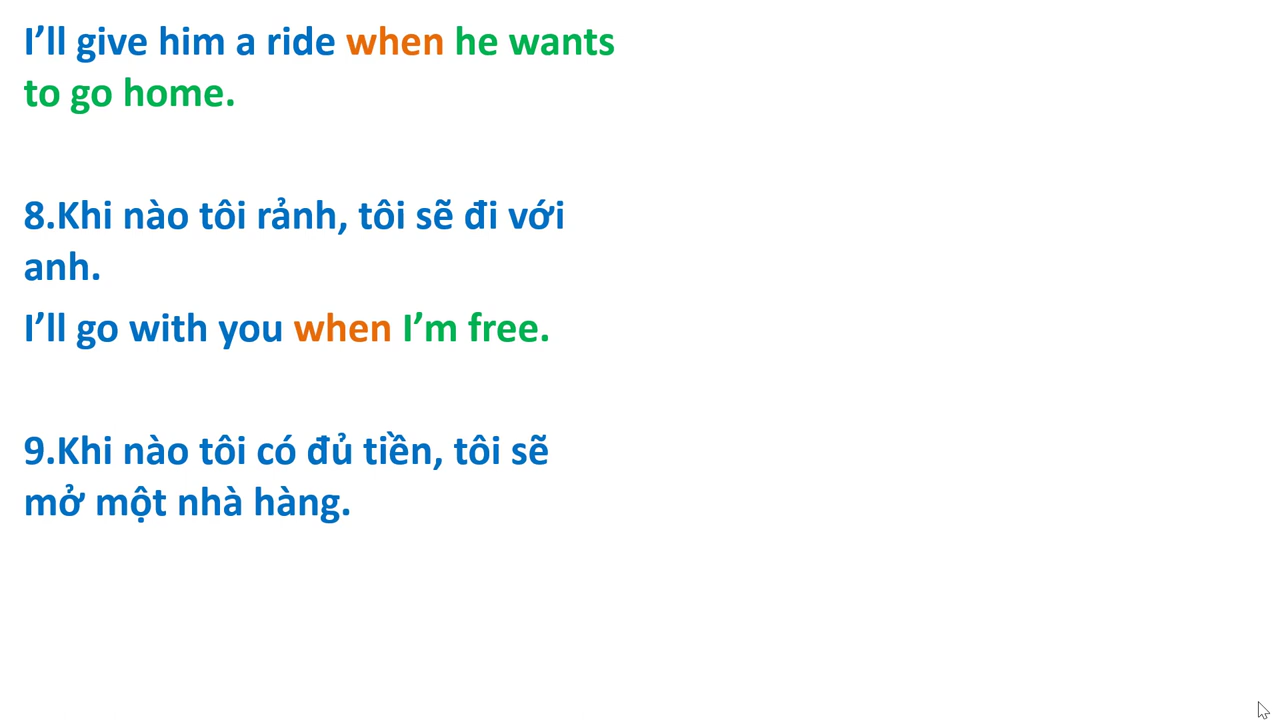 I’ll give him a ride when he wants
to go home.
8.Khi nào tôi rảnh, tôi sẽ đi với
anh.
I’ll go with you when I’m free.
9.Khi nào tôi có đủ tiền, tôi sẽ
mở một nhà hàng.